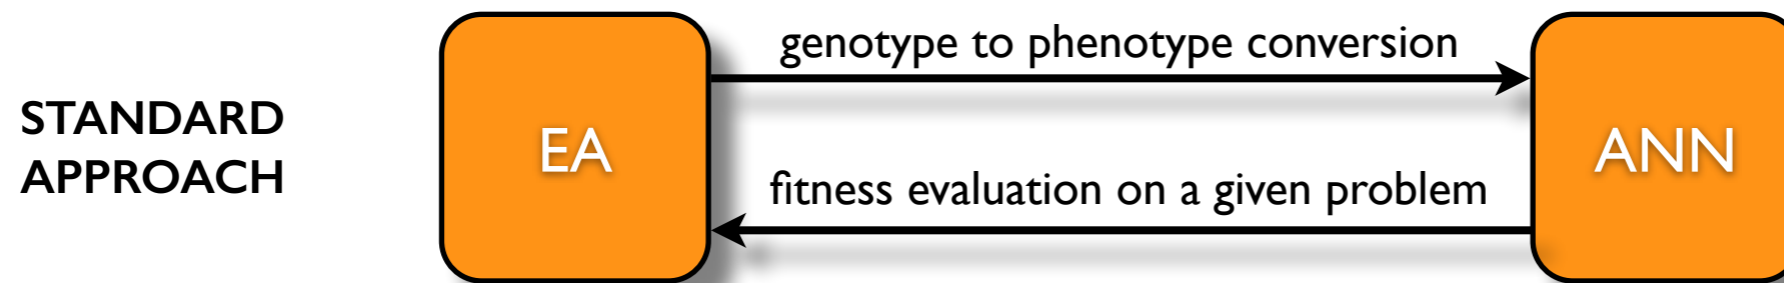 STANDARD
APPROACH
EA
genotype to phenotype conversion
fitness evaluation on a given problem
ANN